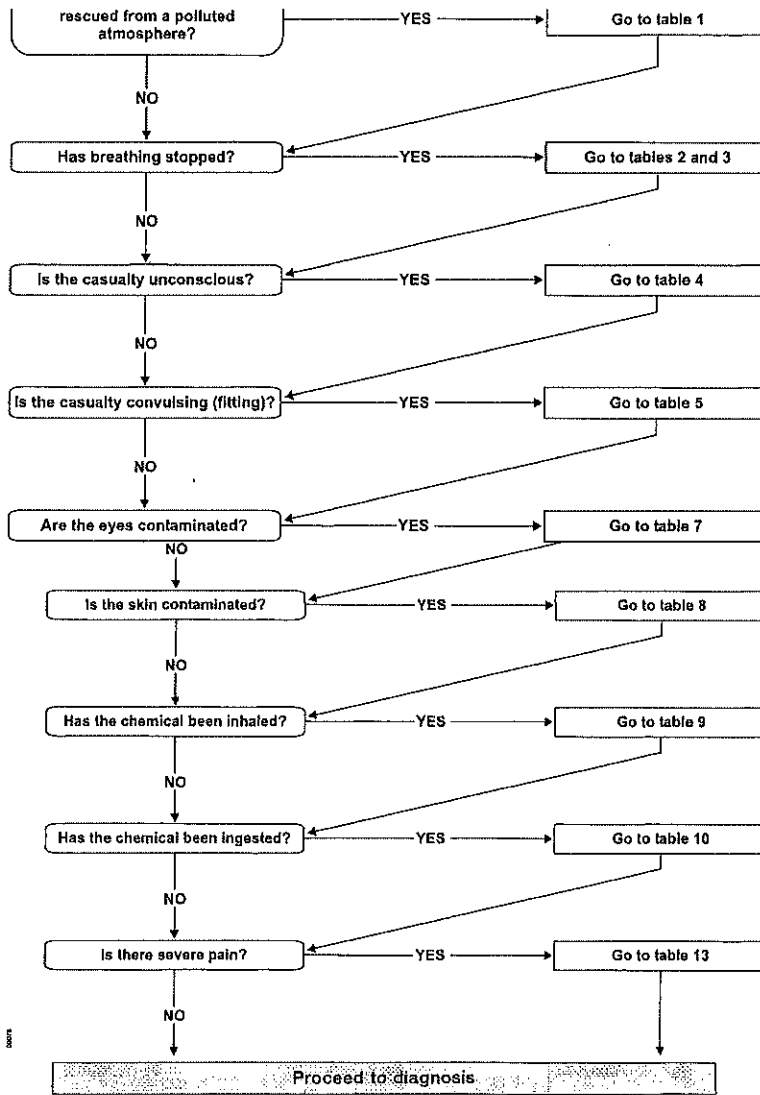 rescued from a polluted
atmosphere?
YES
Go to table 1
NO
Has breathing stopped?
YES
Go to tables 2 and 3
NO
Is the casualty unconscious?
YES
Go to table 4
NO
Is the casualty convulsing (fitting)?
YES
Go to table 5
NO
Are the eyes contaminated?
YES
Go to table 7
NO
Is the skin contaminated?
YES
Go to table 8
NO
Has the chemical been inhaled?
YES
Go to table 9
NO
Has the chemical been ingested?
YES
Go to table 10
NO
Is there severe pain?
YES
Go to table 13
NO
Proceed to diagnosis